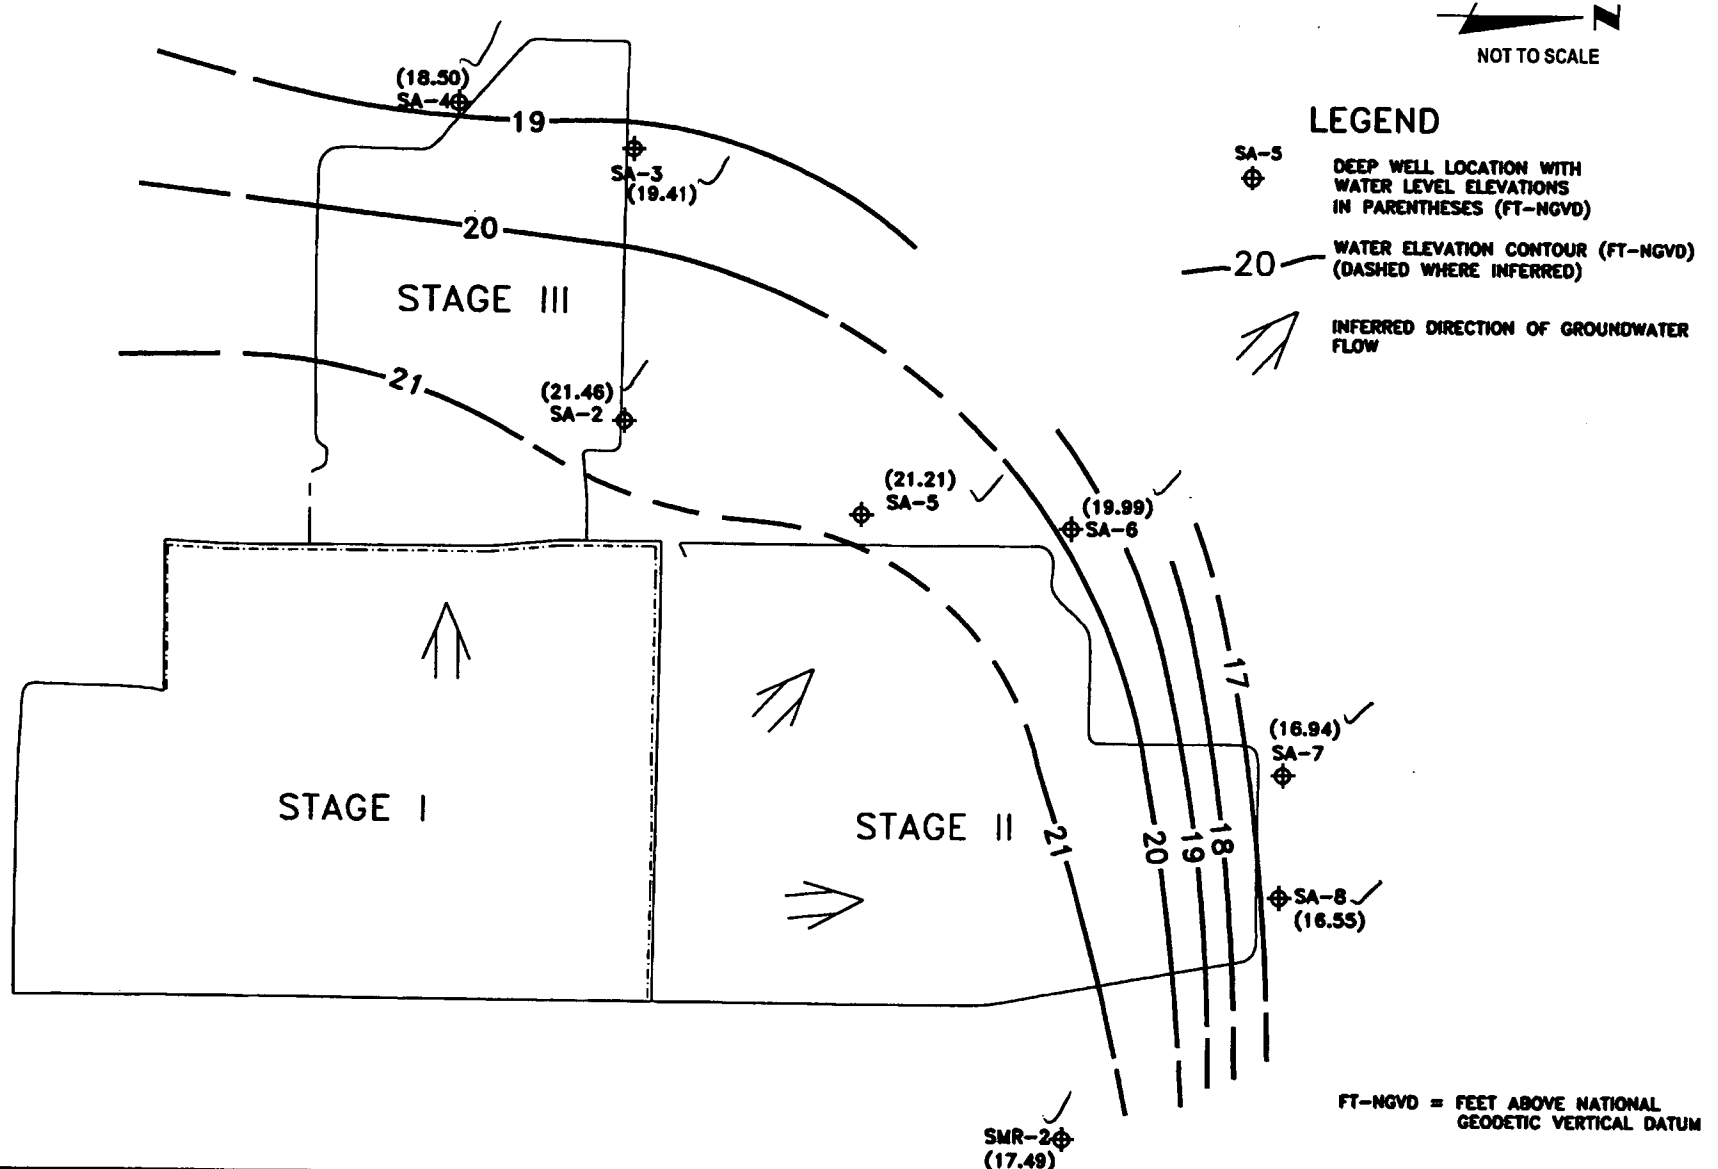 N
NOT TO SCALE
LEGEND
SA-5
DEEP WELL LOCATION WITH
WATER LEVEL ELEVATIONS
IN PARENTHESES (FT-NGVD)
20
WATER ELEVATION CONTOUR (FT-NGVD)
(DASHED WHERE INFERRED)
INFERRED DIRECTION OF GROUNDWATER
FLOW
(18.50)
SA-4
19
SA-3
(19.41)
20
STAGE III
21
(21.46)
SA-2
(21.21)
SA-5
(19.99)
SA-6
17
(16.94)
SA-7
STAGE I
STAGE II
21
20
19
18
SA-8
(16.55)
SMR-2
(17.49)
FT-NGVD = FEET ABOVE NATIONAL
GEODETIC VERTICAL DATUM